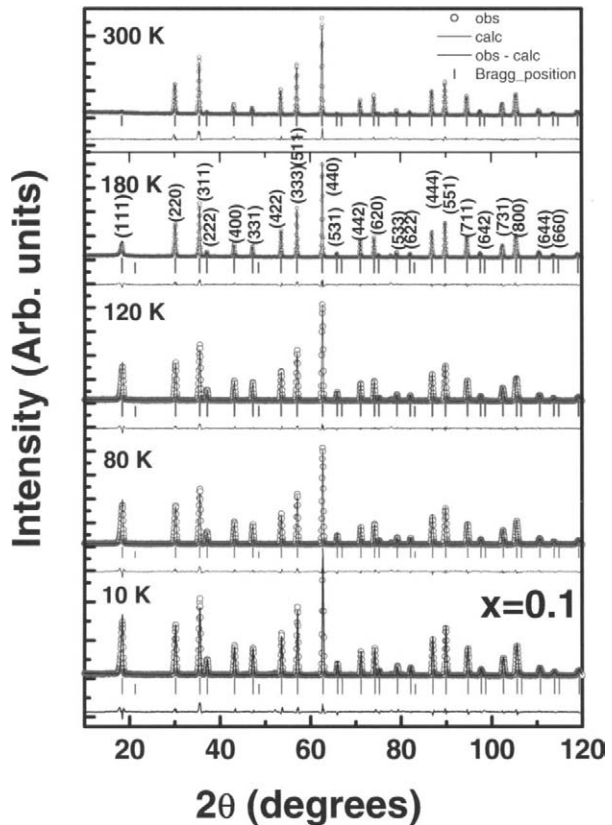 300 K
obs
calc
obs - calc
Bragg_position
180 K
(111)
(220)
(311)
(222)
(400)
(331)
(422)
(333)(511)
(440)
(531)
(442)
(620)
(533)
(622)
(444)
(551)
(711)
(642)
(731)
(800)
(644)
(660)
120 K
80 K
10 K
x=0.1
Intensity (Arb. units)
20 40 60 80 100 120
2θ (degrees)